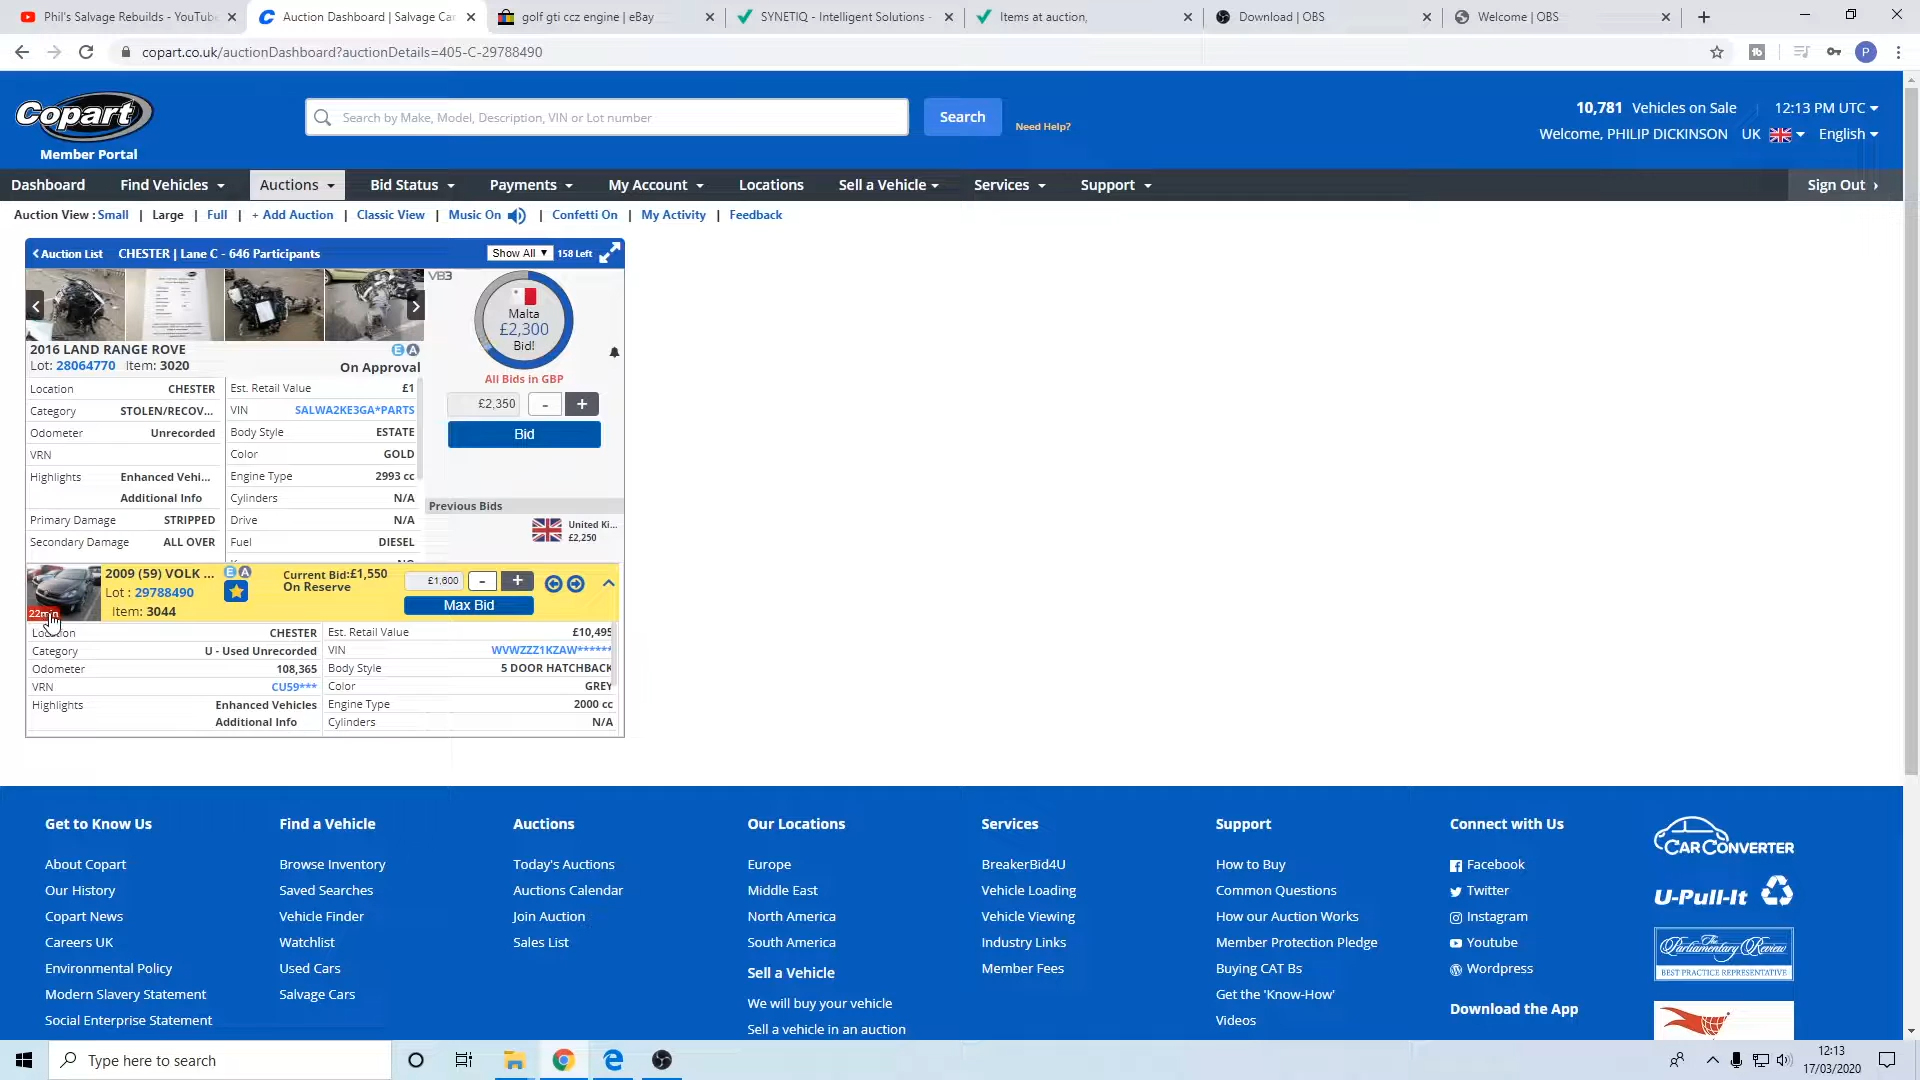 Phil's Salvage Rebuilds - YouTube
Auction Dashboard | Salvage Car
golf gti ccz engine | eBay
SYNETIQ - Intelligent Solutions -
Items at auction,
Download | OBS
Welcome | OBS
copart.co.uk/auctionDashboard?auctionDetails=405-C-29788490
P
Copart
Member Portal
Search by Make, Model, Description, VIN or Lot number
Search
Need Help?
10,781 Vehicles on Sale
12:13 PM UTC
Welcome, PHILIP DICKINSON
UK
English
Dashboard
Find Vehicles
Auctions
Bid Status
Payments
My Account
Locations
Sell a Vehicle
Services
Support
Sign Out
Auction View : Small | Large | Full | + Add Auction | Classic View | Music On | Confetti On | My Activity | Feedback
Auction List
CHESTER | Lane C - 646 Participants
Show All
158 Left
VB3
Malta
£2,300
Bid!
All Bids in GBP
£2,350
-
+
Bid
Previous Bids
United Ki...
£2,250
2016 LAND RANGE ROVE
E A
Lot: 28064770 Item: 3020
On Approval
Location CHESTER
Category STOLEN/RECOV...
Odometer Unrecorded
VRN
Highlights Enhanced Vehi...
Additional Info
Primary Damage STRIPPED
Secondary Damage ALL OVER
Est. Retail Value £1
VIN SALWA2KE3GA*PARTS
Body Style ESTATE
Color GOLD
Engine Type 2993 cc
Cylinders N/A
Drive N/A
Fuel DIESEL
22min
2009 (59) VOLK ...
E A
Lot : 29788490
Item: 3044
Current Bid:£1,550
On Reserve
£1,600
-
+
Max Bid
Location CHESTER
Category U - Used Unrecorded
Odometer 108,365
VRN CU59***
Highlights Enhanced Vehicles
Additional Info
Est. Retail Value £10,495
VIN WVWZZZ1KZAW******
Body Style 5 DOOR HATCHBACK
Color GREY
Engine Type 2000 cc
Cylinders N/A
Get to Know Us
About Copart
Our History
Copart News
Careers UK
Environmental Policy
Modern Slavery Statement
Social Enterprise Statement
Find a Vehicle
Browse Inventory
Saved Searches
Vehicle Finder
Watchlist
Used Cars
Salvage Cars
Auctions
Today's Auctions
Auctions Calendar
Join Auction
Sales List
Our Locations
Europe
Middle East
North America
South America
Sell a Vehicle
We will buy your vehicle
Sell a vehicle in an auction
Services
BreakerBid4U
Vehicle Loading
Vehicle Viewing
Industry Links
Member Fees
Support
How to Buy
Common Questions
How our Auction Works
Member Protection Pledge
Buying CAT Bs
Get the 'Know-How'
Videos
Connect with Us
Facebook
Twitter
Instagram
Youtube
Wordpress
Download the App
CAR CONVERTER
U-Pull-It
The Parliamentary Review
BEST PRACTICE REPRESENTATIVE
Type here to search
12:13
17/03/2020